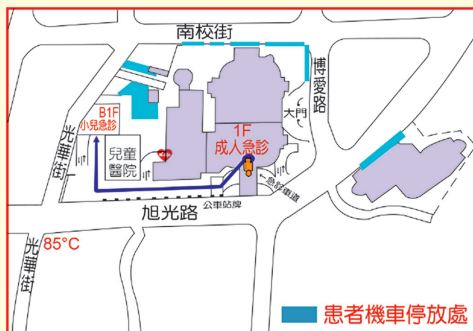 南校街
博愛路
B1F
小兒急診
大門
1F
成人急診
兒童
醫院
光華街
急診車道
公車站牌
旭光路
光華街
85°C
患者機車停放處